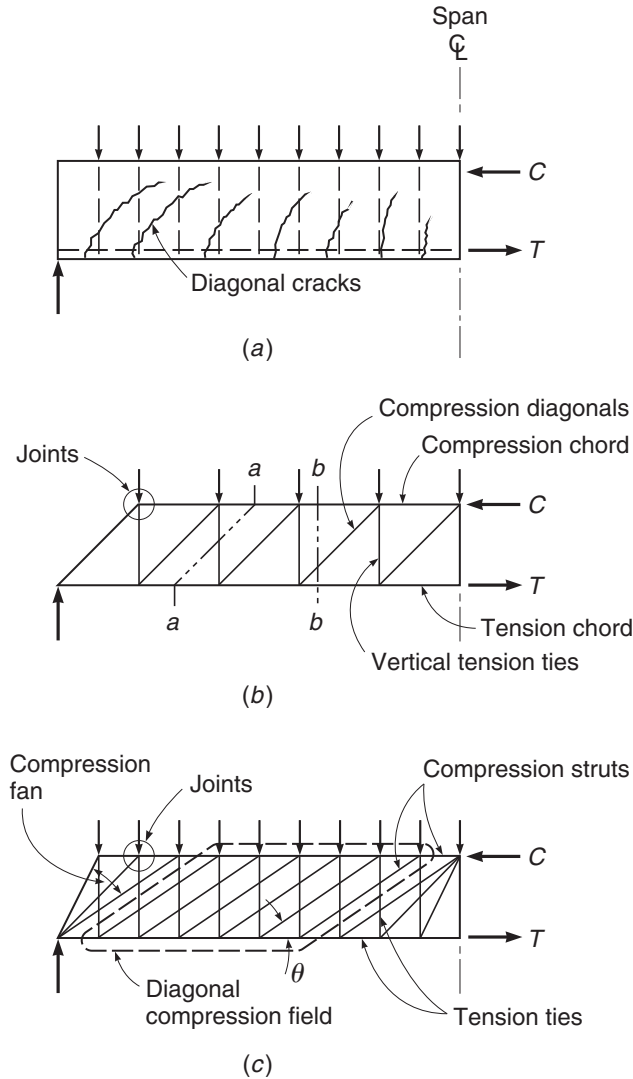 Span
℄
C
T
Diagonal cracks
(a)
Compression diagonals
Compression chord
Joints
a
b
C
T
a
b
Tension chord
Vertical tension ties
(b)
Compression
fan
Joints
Compression struts
C
T
θ
Diagonal
compression field
Tension ties
(c)